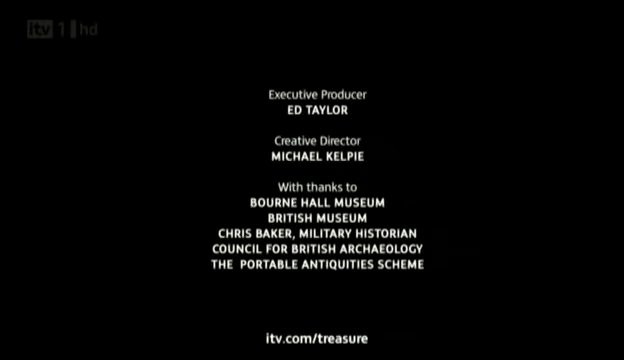 itv 1 hd
Executive Producer
ED TAYLOR
Creative Director
MICHAEL KELPIE
With thanks to
BOURNE HALL MUSEUM
BRITISH MUSEUM
CHRIS BAKER, MILITARY HISTORIAN
COUNCIL FOR BRITISH ARCHAEOLOGY
THE PORTABLE ANTIQUITIES SCHEME
itv.com/treasure